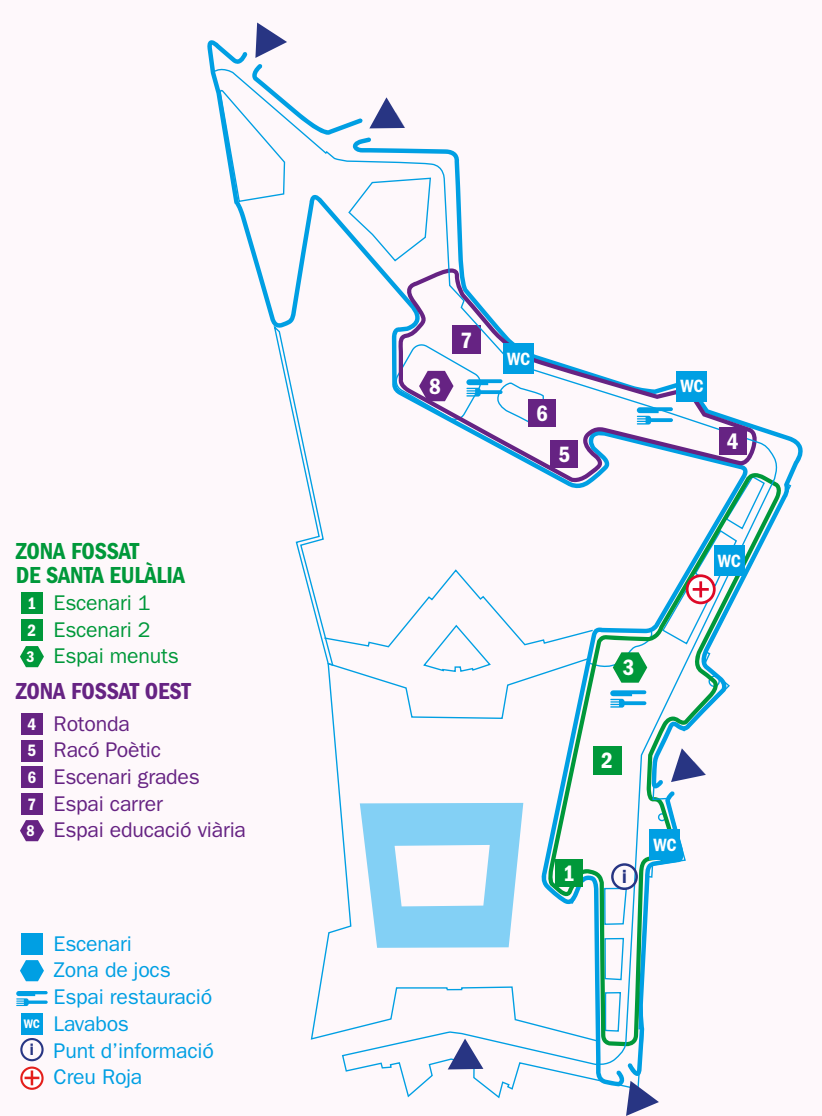 7
WC
8
WC
6
4
5
WC
3
2
WC
1
i
ZONA FOSSAT
DE SANTA EULÀLIA
1 Escenari 1
2 Escenari 2
3 Espai menuts
ZONA FOSSAT OEST
4 Rotonda
5 Racó Poètic
6 Escenari grades
7 Espai carrer
8 Espai educació viària
Escenari
Zona de jocs
Espai restauració
WC Lavabos
i Punt d'informació
Creu Roja